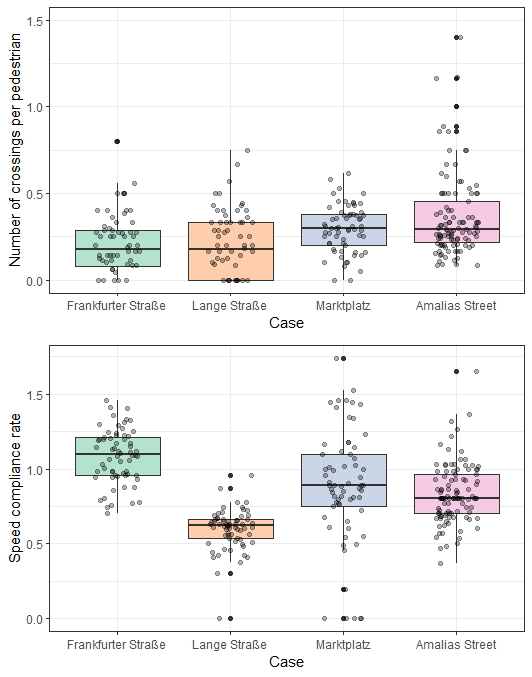 Number of crossings per pedestrian
1.5
1.0
0.5
0.0
Frankfurter Straße Lange Straße Marktplatz Amalias Street
Case
Speed compliance rate
1.5
1.0
0.5
0.0
Frankfurter Straße Lange Straße Marktplatz Amalias Street
Case